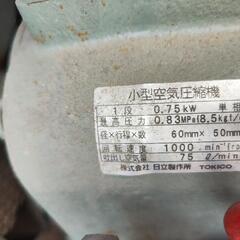 小型空気圧縮機
1 段 0.75kW 単相
最高圧力 0.83MPa(8.5kgf/
径×行程×数 60mm× 50mm
回転速度 1000 min⁻¹(rp
吐出し空気量 75 ℓ/min
株式会社 日立製作所 TOKICO